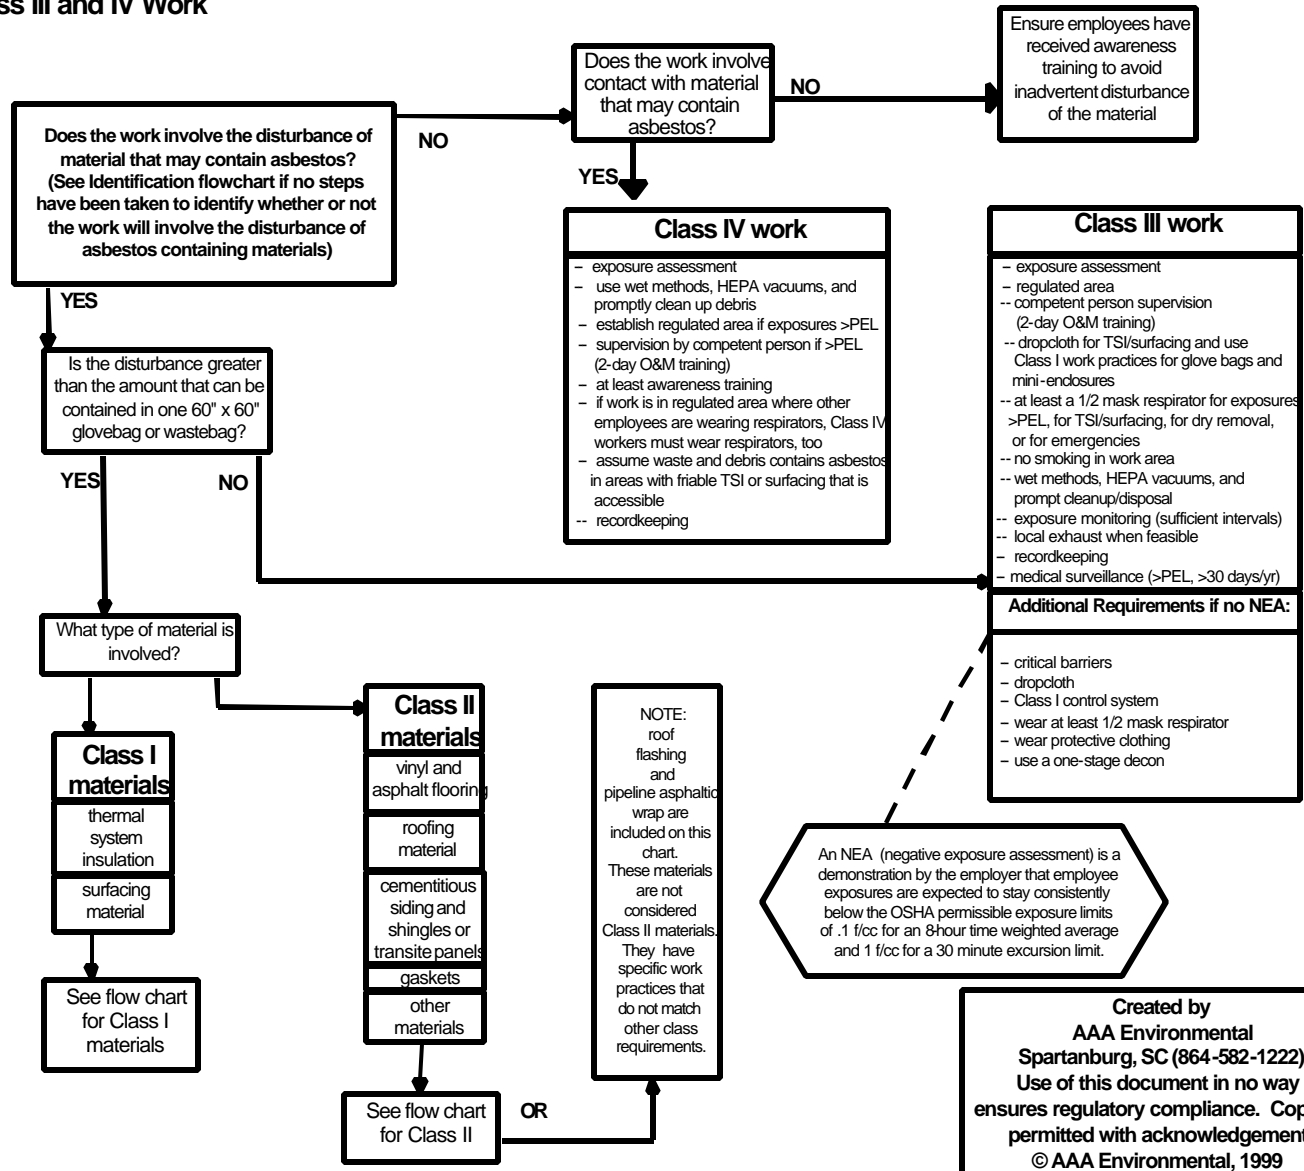 ss III and IV Work
Does the work involve the disturbance of
material that may contain asbestos?
(See Identification flowchart if no steps
have been taken to identify whether or not
the work will involve the disturbance of
asbestos containing materials)
NO
Does the work involve
contact with material
that may contain
asbestos?
NO
Ensure employees have
received awareness
training to avoid
inadvertent disturbance
of the material
YES
Class IV work
– exposure assessment
– use wet methods, HEPA vacuums, and
promptly clean up debris
– establish regulated area if exposures >PEL
– supervision by competent person if >PEL
(2-day O&M training)
– at least awareness training
– if work is in regulated area where other
employees are wearing respirators, Class IV
workers must wear respirators, too
– assume waste and debris contains asbestos
in areas with friable TSI or surfacing that is
accessible
-- recordkeeping
Class III work
– exposure assessment
– regulated area
-- competent person supervision
(2-day O&M training)
-- dropcloth for TSI/surfacing and use
Class I work practices for glove bags and
mini-enclosures
-- at least a 1/2 mask respirator for exposures
>PEL, for TSI/surfacing, for dry removal,
or for emergencies
-- no smoking in work area
-- wet methods, HEPA vacuums, and
prompt cleanup/disposal
-- exposure monitoring (sufficient intervals)
-- local exhaust when feasible
– recordkeeping
– medical surveillance (>PEL, >30 days/yr)
Additional Requirements if no NEA:
– critical barriers
– dropcloth
– Class I control system
– wear at least 1/2 mask respirator
– wear protective clothing
– use a one-stage decon
YES
Is the disturbance greater
than the amount that can be
contained in one 60" x 60"
glovebag or wastebag?
YES
NO
What type of material is
involved?
Class I
materials
thermal
system
insulation
surfacing
material
See flow chart
for Class I
materials
Class II
materials
vinyl and
asphalt flooring
roofing
material
cementitious
siding and
shingles or
transite panels
gaskets
other
materials
See flow chart
for Class II
OR
NOTE:
roof
flashing
and
pipeline asphaltic
wrap are
included on this
chart.
These materials
are not
considered
Class II materials.
They have
specific work
practices that
do not match
other class
requirements.
An NEA (negative exposure assessment) is a
demonstration by the employer that employee
exposures are expected to stay consistently
below the OSHA permissible exposure limits
of .1 f/cc for an 8-hour time weighted average
and 1 f/cc for a 30 minute excursion limit.
Created by
AAA Environmental
Spartanburg, SC (864-582-1222)
Use of this document in no way
ensures regulatory compliance. Cop
permitted with acknowledgement
© AAA Environmental, 1999